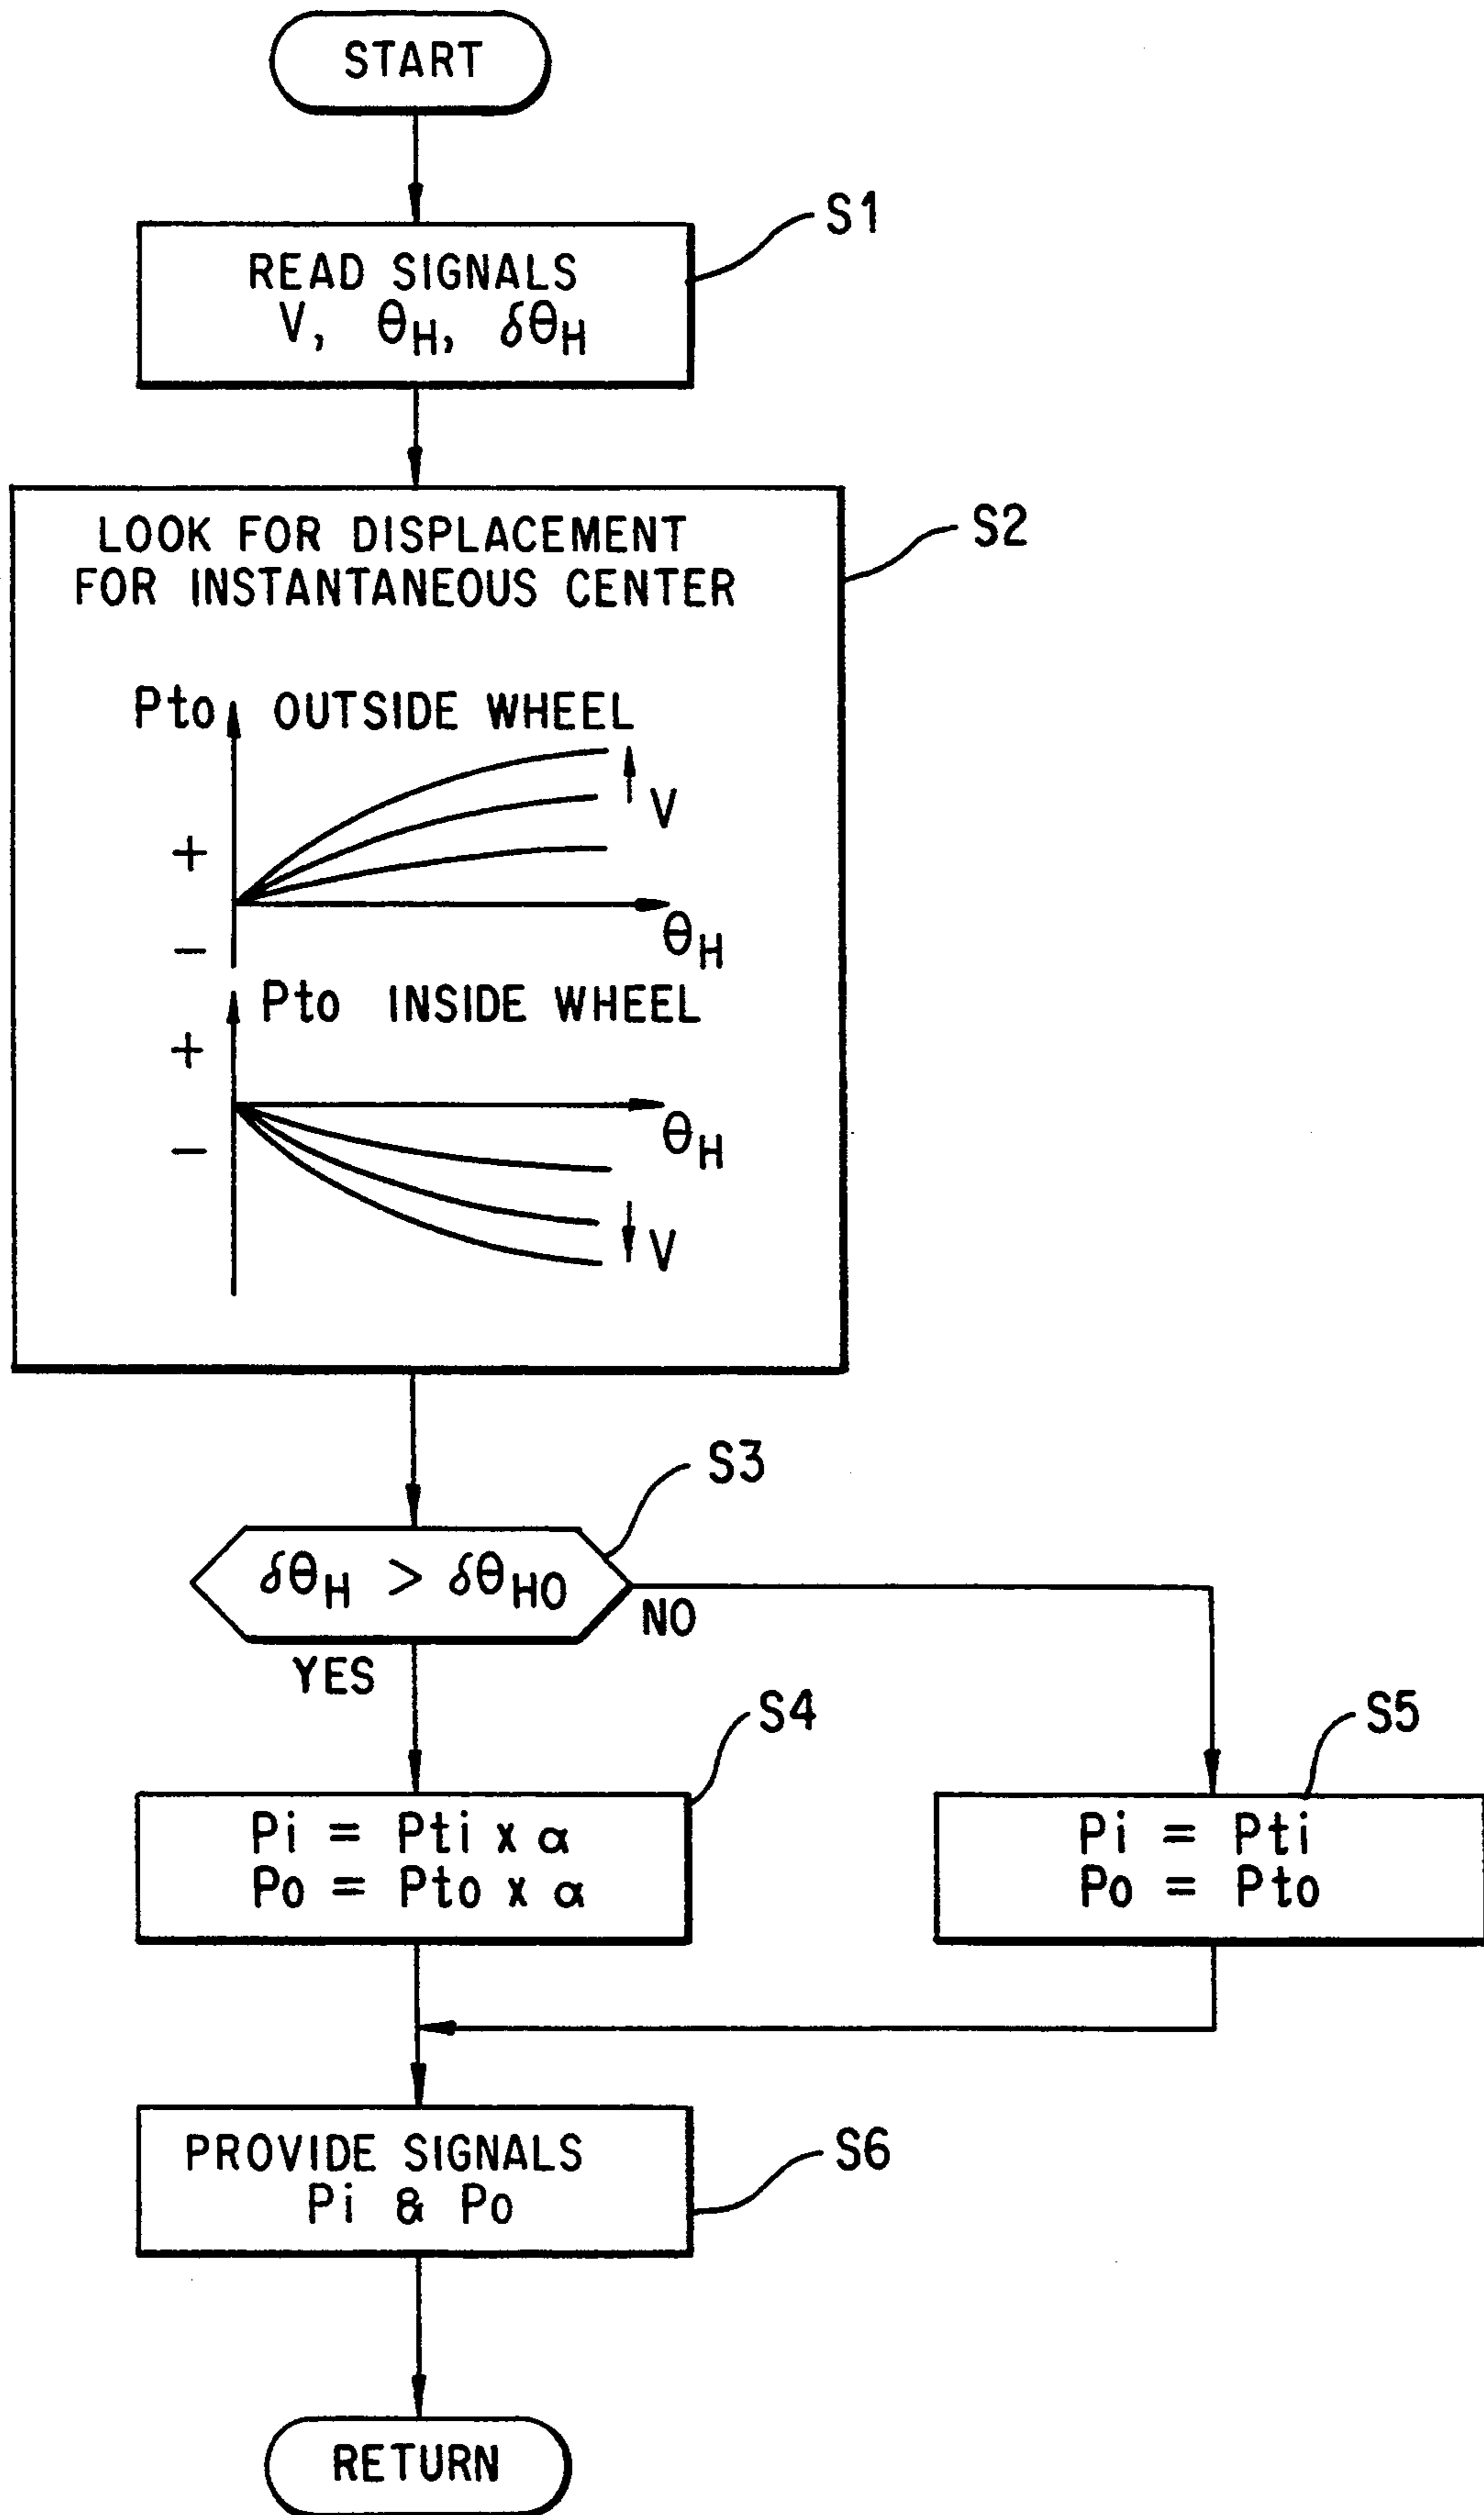 START
S1
READ SIGNALS
V, θH, δθH
S2
LOOK FOR DISPLACEMENT
FOR INSTANTANEOUS CENTER
Pto OUTSIDE WHEEL
V
+
θH
−
Pto INSIDE WHEEL
+
θH
−
V
S3
δθH > δθHO
NO
YES
S4
S5
Pi = Pti x α
Po = Pto x α
Pi = Pti
Po = Pto
PROVIDE SIGNALS
Pi & Po
S6
RETURN